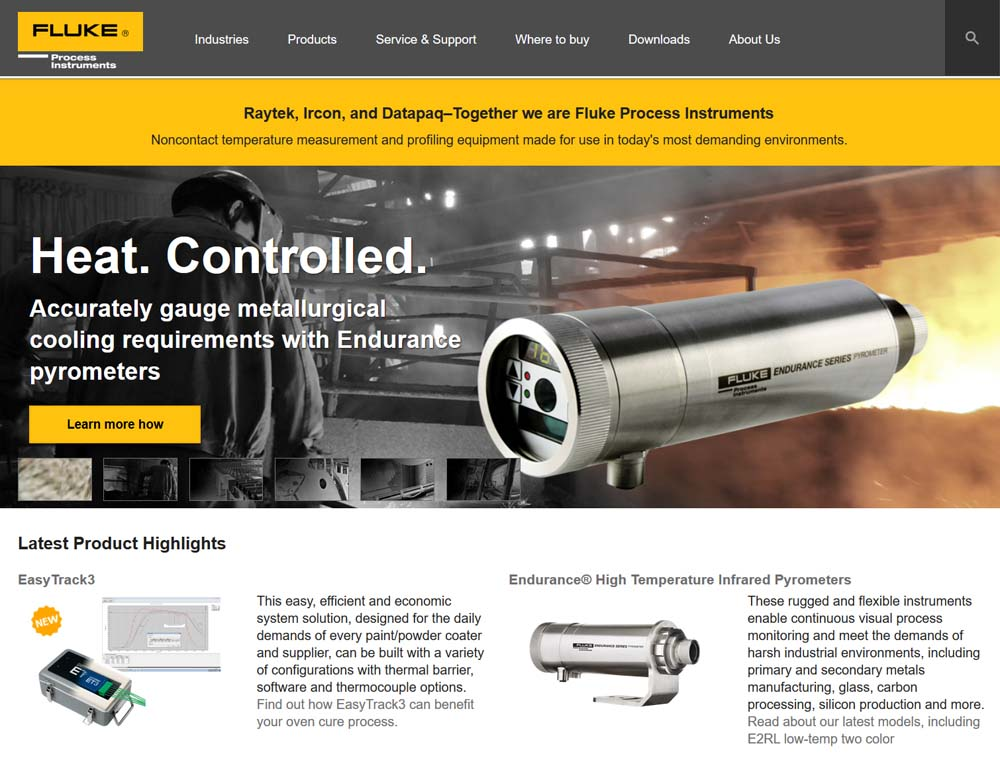 FLUKE®
Process
Instruments
Industries
Products
Service & Support
Where to buy
Downloads
About Us
Raytek, Ircon, and Datapaq–Together we are Fluke Process Instruments
Noncontact temperature measurement and profiling equipment made for use in today's most demanding environments.
Heat. Controlled.
Accurately gauge metallurgical
cooling requirements with Endurance
pyrometers
Learn more how
FLUKE ENDURANCE SERIES PYROMETER
Process
Instruments
Latest Product Highlights
EasyTrack3
NEW
ET
ET3
This easy, efficient and economic
system solution, designed for the daily
demands of every paint/powder coater
and supplier, can be built with a variety
of configurations with thermal barrier,
software and thermocouple options.
Find out how EasyTrack3 can benefit
your oven cure process.
Endurance® High Temperature Infrared Pyrometers
FLUKE ENDURANCE SERIES PYROMETER
These rugged and flexible instruments
enable continuous visual process
monitoring and meet the demands of
harsh industrial environments, including
primary and secondary metals
manufacturing, glass, carbon
processing, silicon production and more.
Read about our latest models, including
E2RL low-temp two color